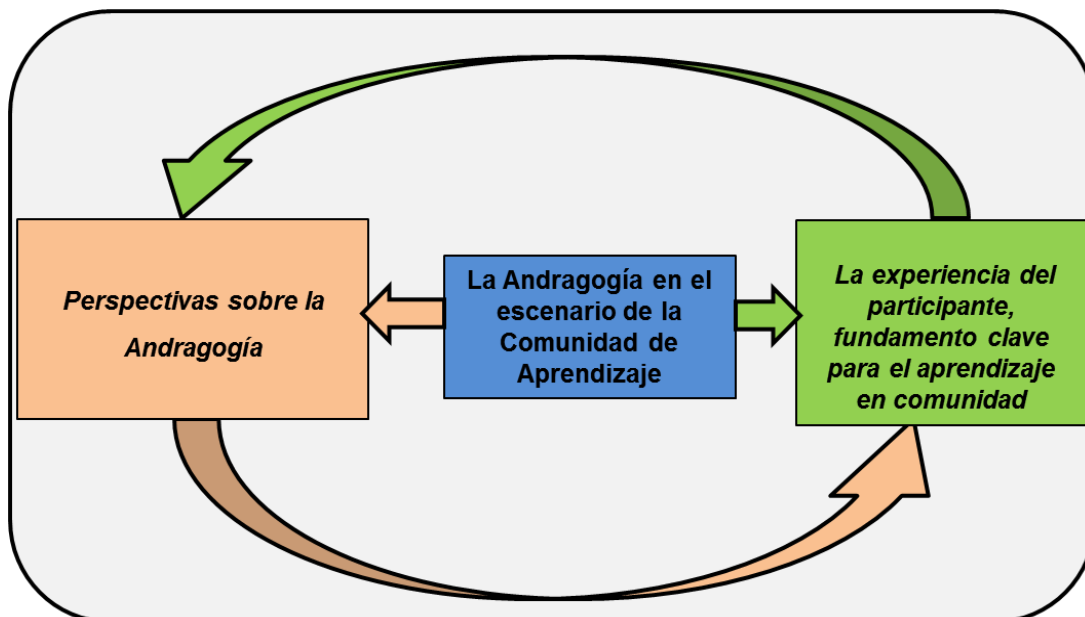 Perspectivas sobre la
Andragogía
La Andragogía en el
escenario de la
Comunidad de
Aprendizaje
La experiencia del
participante,
fundamento clave
para el aprendizaje
en comunidad